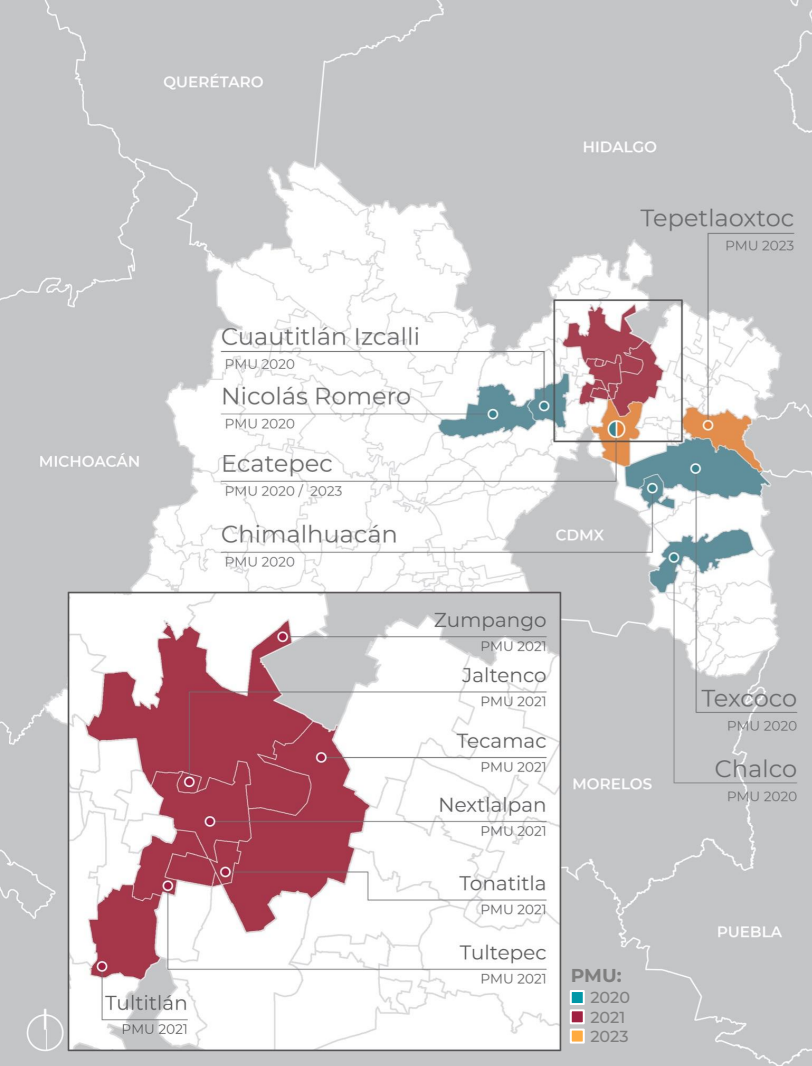 QUERÉTARO
HIDALGO
Tepetlaoxtoc
PMU 2023
Cuautitlán Izcalli
PMU 2020
Nicolás Romero
PMU 2020
MICHOACÁN
Ecatepec
PMU 2020 / 2023
Chimalhuacán
PMU 2020
CDMX
Zumpango
PMU 2021
Jaltenco
PMU 2021
Tecamac
PMU 2021
Nextlalpan
PMU 2021
Tonatitla
PMU 2021
Tultepec
PMU 2021
Tultitlán
PMU 2021
Texcoco
PMU 2020
Chalco
PMU 2020
MORELOS
PUEBLA
PMU:
2020
2021
2023